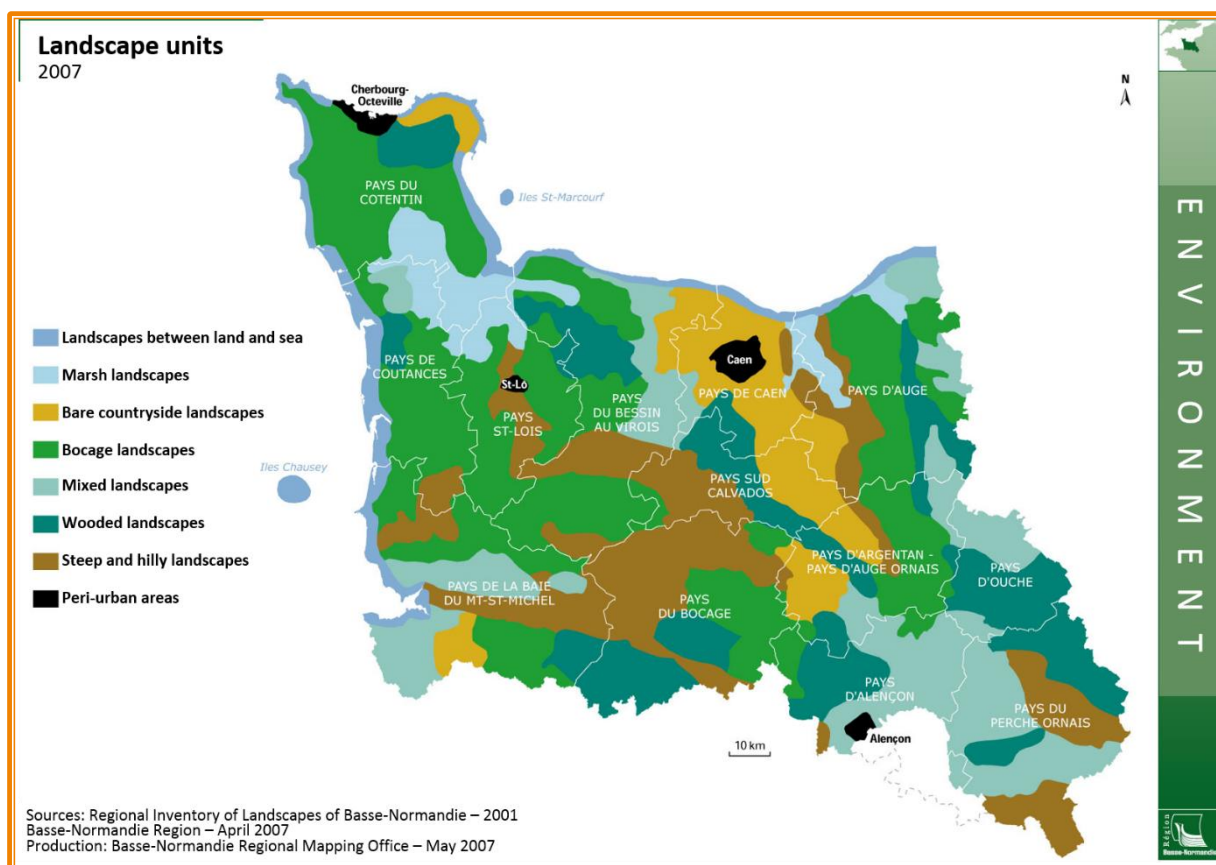 Landscape units
2007
N
Cherbourg-
Octeville
PAYS DU
COTENTIN
Iles St-Marcourf
Landscapes between land and sea
Marsh landscapes
Bare countryside landscapes
Bocage landscapes
Mixed landscapes
Wooded landscapes
Steep and hilly landscapes
Peri-urban areas
PAYS DE
COUTANCES
St-Lô
PAYS
ST-LOIS
PAYS
DU BESSIN
AU VIROIS
Caen
PAYS DE CAEN
PAYS D'AUGE
Iles Chausey
PAYS SUD
CALVADOS
PAYS D'ARGENTAN -
PAYS D'AUGE ORNAIS
PAYS
D'OUCHE
PAYS DE LA BAIE
DU MT-ST-MICHEL
PAYS
DU BOCAGE
PAYS
D'ALENÇON
PAYS DU
PERCHE ORNAIS
Alençon
10 km
Sources: Regional Inventory of Landscapes of Basse-Normandie – 2001
Basse-Normandie Region – April 2007
Production: Basse-Normandie Regional Mapping Office – May 2007
ENVIRONMENT
Région
Basse-Normandie